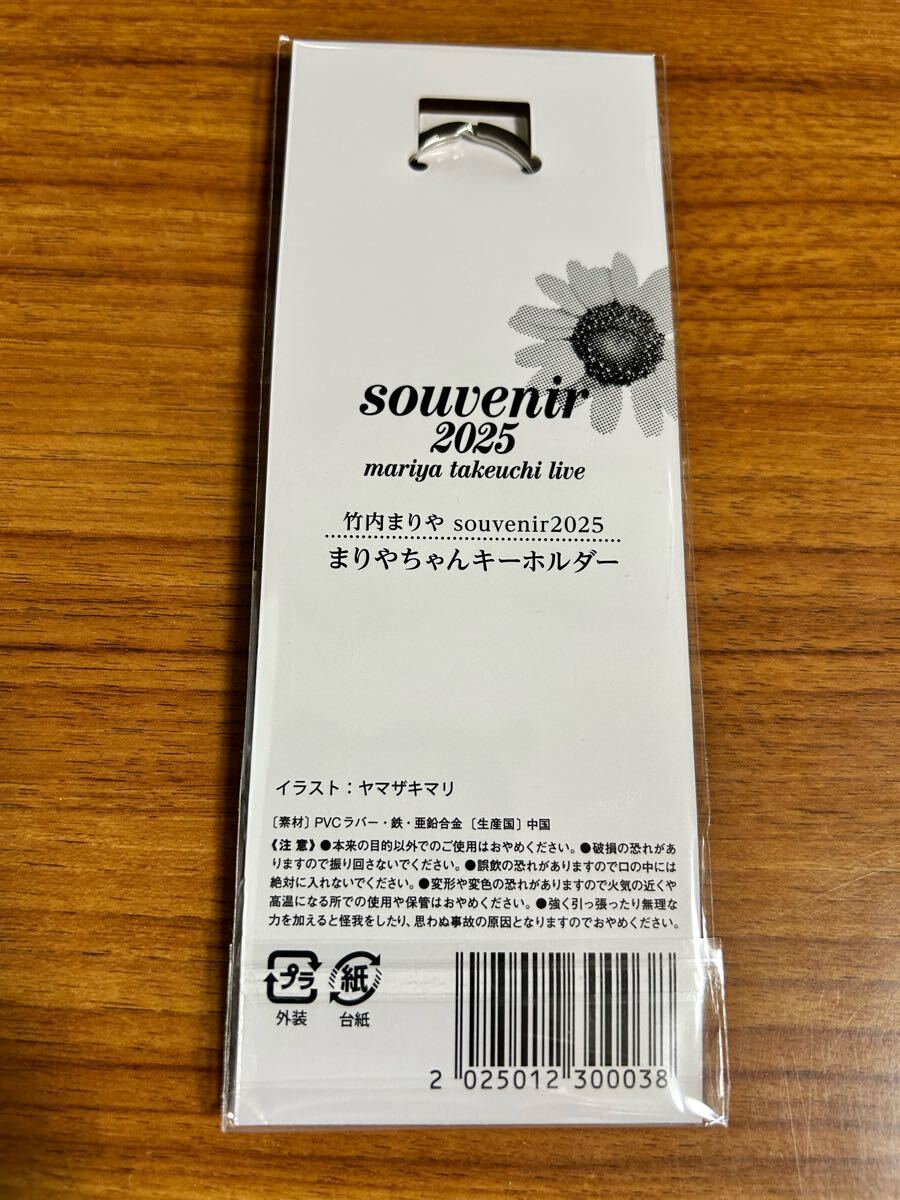 souvenir
2025
mariya takeuchi live
竹内まりや souvenir2025
まりやちゃんキーホルダー
イラスト：ヤマザキマリ
〔素材〕PVCラバー・鉄・亜鉛合金〔生産国〕中国
《注意》●本来の目的以外でのご使用はおやめください。●破損の恐れがあ
りますので振り回さないでください。●誤飲の恐れがありますので口の中には
絶対に入れないでください。●変形や変色の恐れがありますので火気の近くや
高温になる所での使用や保管はおやめください。●強く引っ張ったり無理な
力を加えると怪我をしたり、思わぬ事故の原因となりますのでおやめください。
プラ 紙
外装 台紙
2 025012 300038